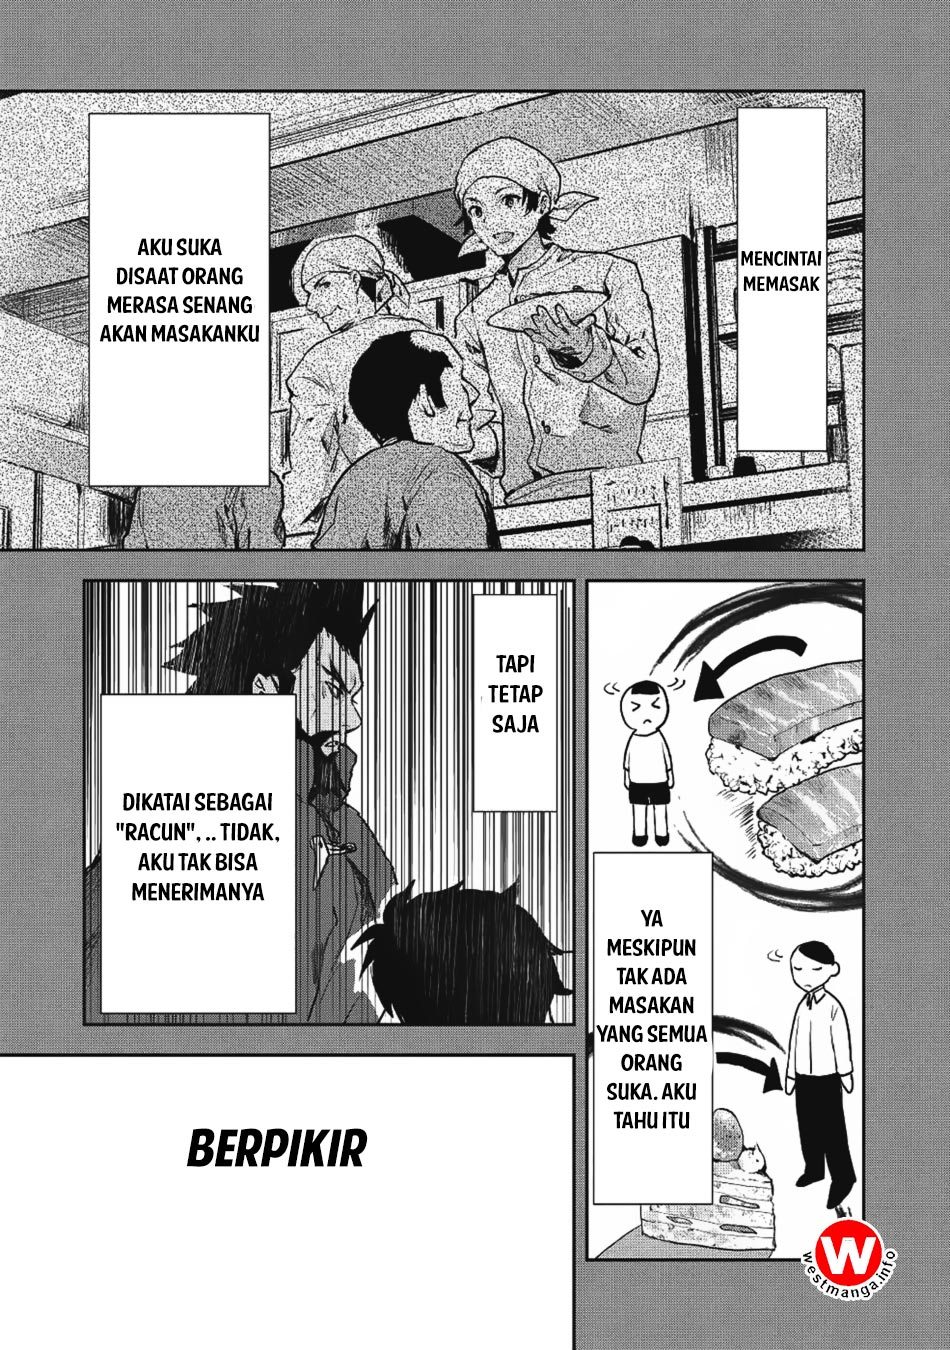 MENCINTAI
MEMASAK
AKU SUKA
DISAAT ORANG
MERASA SENANG
AKAN MASAKANKU
YA
MESKIPUN
TAK ADA
MASAKAN
YANG SEMUA
ORANG
SUKA. AKU
TAHU ITU
TAPI
TETAP
SAJA
DIKATAI SEBAGAI
"RACUN", .. TIDAK,
AKU TAK BISA
MENERIMANYA
BERPIKIR
W
westmanga.info